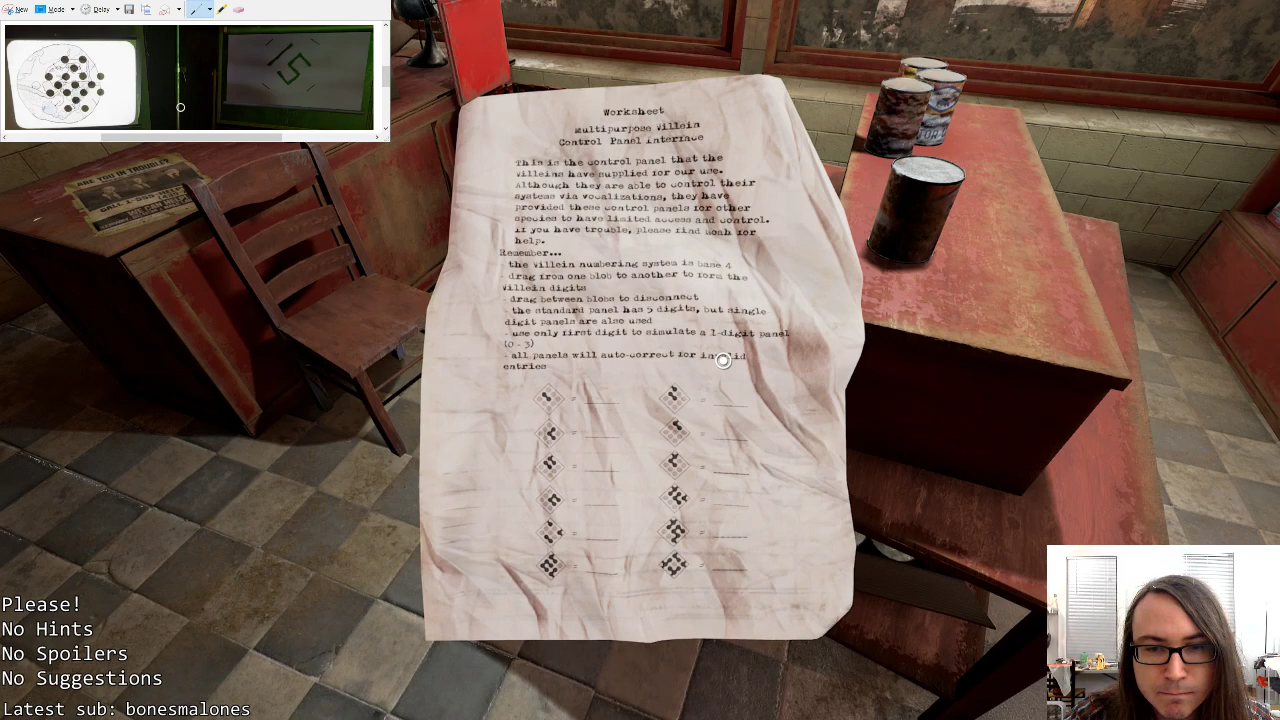 New Mode Delay
15
ARE YOU IN TROUBLE?
Worksheet
Multipurpose Villein
Control Panel Interface
This is the control panel that the
villeins have supplied for our use.
Although they are able to control their
systems via vocalizations, they have
provided these control panels for other
species to have limited access and control.
If you have trouble, please find Noah for
help.
Remember...
- the Villein numbering system is base 4
- drag from one blob to another to form the
Villein digits
- drag between blobs to disconnect
- the standard panel has 5 digits, but single
digit panels are also used
- use only first digit to simulate a 1-digit panel
(0 - 3)
- all panels will auto-correct for invalid
entries
= =
= =
= =
= =
= =
= =
Please!
No Hints
No Spoilers
No Suggestions
Latest sub: bonesmalones